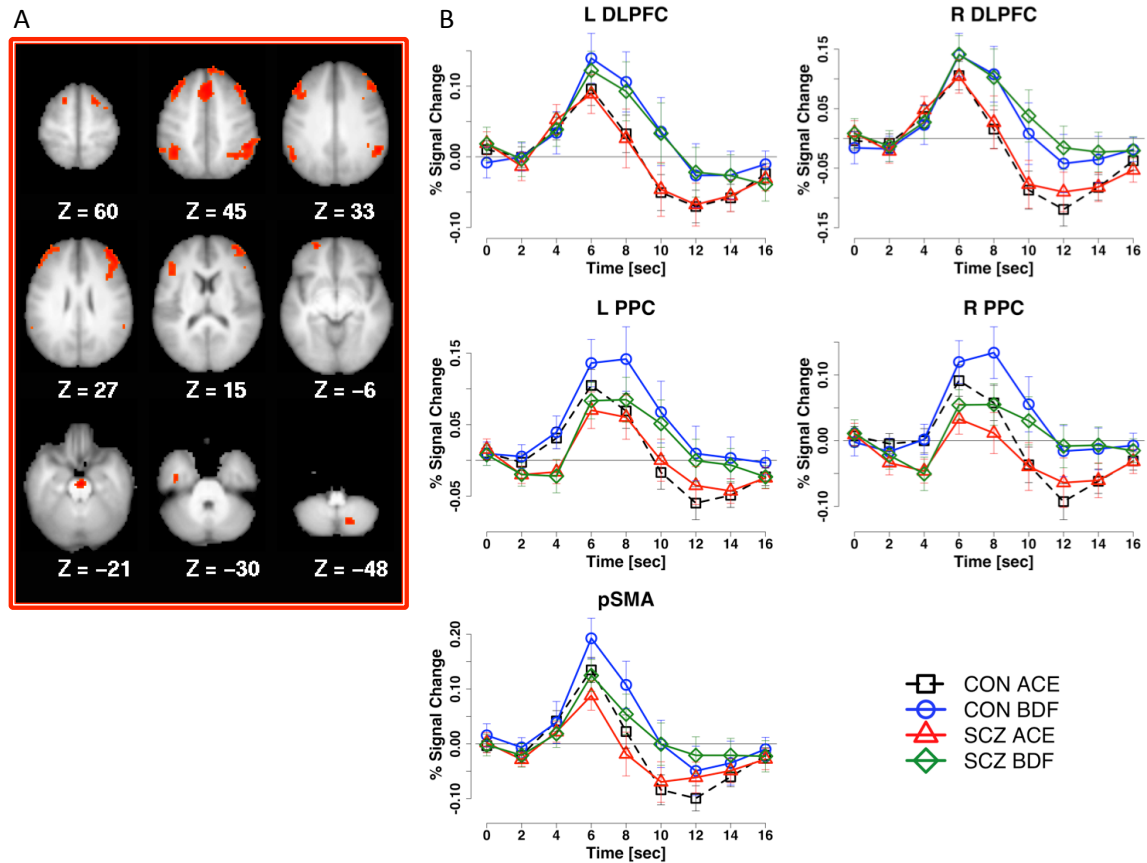 A
Z = 60
Z = 45
Z = 33
Z = 27
Z = 15
Z = −6
Z = −21
Z = −30
Z = −48
B
L DLPFC
% Signal Change
0.10
0.00
-0.10
0 2 4 6 8 10 12 14 16
Time [sec]
R DLPFC
% Signal Change
0.15
0.05
-0.05
-0.15
0 2 4 6 8 10 12 14 16
Time [sec]
L PPC
% Signal Change
0.15
0.05
-0.05
0 2 4 6 8 10 12 14 16
Time [sec]
R PPC
% Signal Change
0.10
0.00
-0.10
0 2 4 6 8 10 12 14 16
Time [sec]
pSMA
% Signal Change
0.20
0.10
0.00
-0.10
0 2 4 6 8 10 12 14 16
Time [sec]
CON ACE
CON BDF
SCZ ACE
SCZ BDF